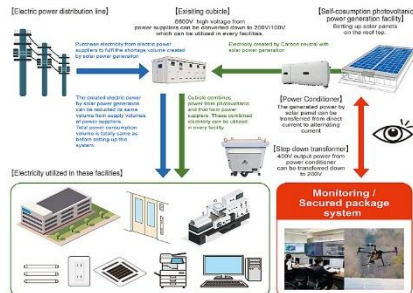 [Electric power distribution line]
[Exisiting cubicle]
6600V high voltage from
power suppliers can be converted down to 200V/100V
which can be utilized in every facilities.
[Self-cosumption photovoltaic
power generation facility]
Setting up solar panels
on the roof top.
Purchase electricity from electric power
suppliers to fulfil the shortage volume created
by solar power generation
Electricity created by Carbon neutral with
solar power generation
The created electric power
by solar power generation
can be reduced to same
volume from supply volumes
of power suppliers.
Total power consumption
volume is totally same as
before setting up this
system.
Cubicle combines
power from photovoltaic
and that from power
suppliers. These combined
electricity can be utilized
in every facility.
[Power Conditioner]
The generated power by
solar panel can be
transferred from direct
current to alternating
current
[Step down transformer]
400V output power from
power conditioner
can be transferred down
to 200V
[Electricity utilized in these facilities]
Monitoring /
Secured package
system